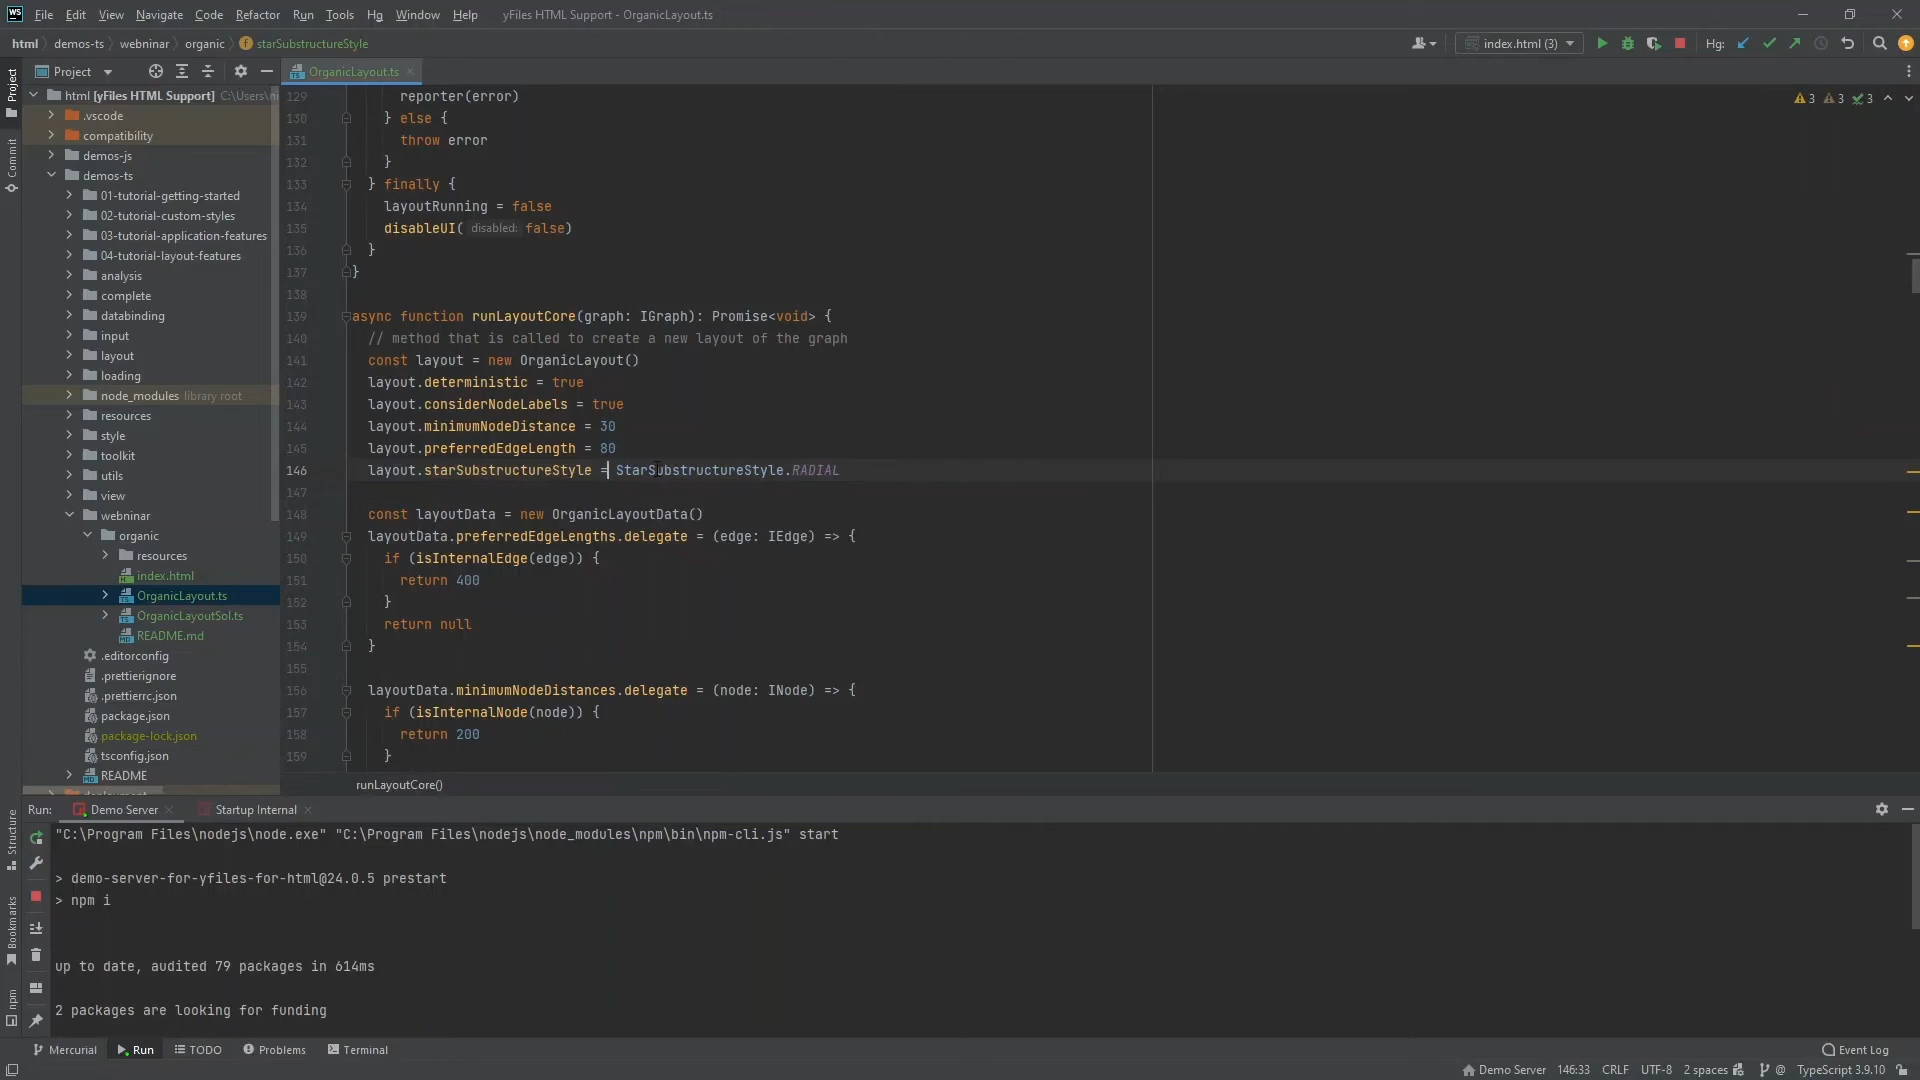 WS File Edit View Navigate Code Refactor Run Tools Hg Window Help yFiles HTML Support - OrganicLayout.ts
html demos-ts webninar organic starSubstructureStyle index.html (3) Hg:
Project OrganicLayout.ts
Project
Commit
Structure
Bookmarks
npm
html [yFiles HTML Support] C:\Users\
.vscode
compatibility
demos-js
demos-ts
01-tutorial-getting-started
02-tutorial-custom-styles
03-tutorial-application-features
04-tutorial-layout-features
analysis
complete
databinding
input
layout
loading
node_modules library root
resources
style
toolkit
utils
view
webninar
organic
resources
index.html
OrganicLayout.ts
OrganicLayoutSol.ts
README.md
.editorconfig
.prettierignore
.prettierrc.json
package.json
package-lock.json
tsconfig.json
README
3 3 3
129 reporter(error)
130 } else {
131 throw error
132 }
133 } finally {
134 layoutRunning = false
135 disableUI( disabled: false)
136 }
137 }
138
139 async function runLayoutCore(graph: IGraph): Promise<void> {
140 // method that is called to create a new layout of the graph
141 const layout = new OrganicLayout()
142 layout.deterministic = true
143 layout.considerNodeLabels = true
144 layout.minimumNodeDistance = 30
145 layout.preferredEdgeLength = 80
146 layout.starSubstructureStyle = StarSubstructureStyle.RADIAL
147
148 const layoutData = new OrganicLayoutData()
149 layoutData.preferredEdgeLengths.delegate = (edge: IEdge) => {
150 if (isInternalEdge(edge)) {
151 return 400
152 }
153 return null
154 }
155
156 layoutData.minimumNodeDistances.delegate = (node: INode) => {
157 if (isInternalNode(node)) {
158 return 200
159 }
runLayoutCore()
Run: Demo Server Startup Internal
"C:\Program Files\nodejs\node.exe" "C:\Program Files\nodejs\node_modules\npm\bin\npm-cli.js" start
> demo-server-for-yfiles-for-html@24.0.5 prestart
> npm i
up to date, audited 79 packages in 614ms
2 packages are looking for funding
Mercurial Run TODO Problems Terminal Event Log
Demo Server 146:33 CRLF UTF-8 2 spaces @ TypeScript 3.9.10